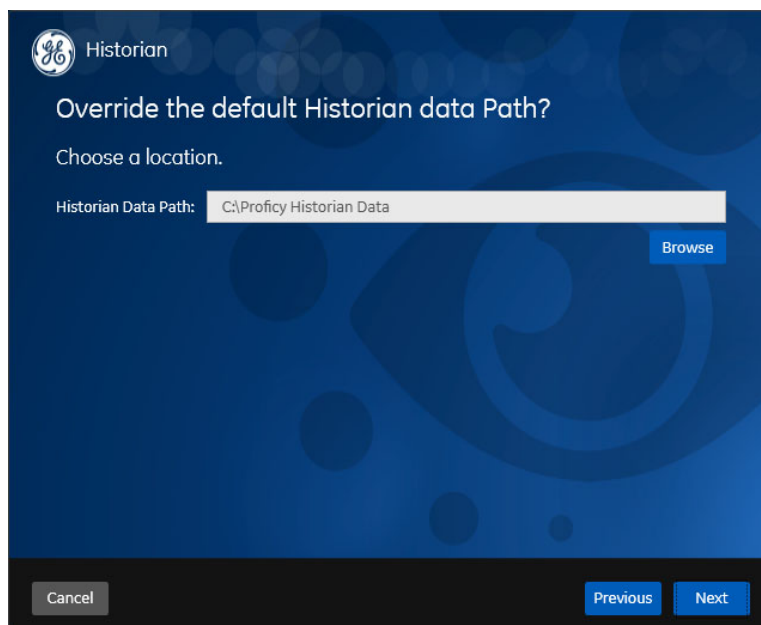 Historian
Override the default Historian data Path?
Choose a location.
Historian Data Path: C:\Proficy Historian Data
Browse
Cancel Previous Next